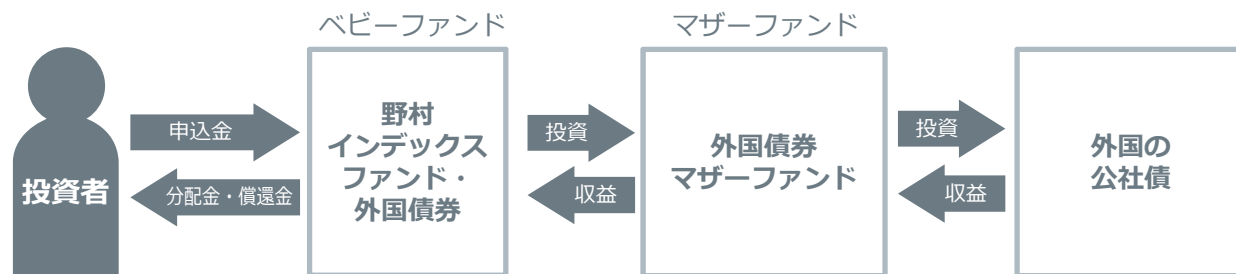 ベビーファンド
マザーファンド
投資者
申込金
分配金・償還金
野村
インデックス
ファンド・
外国債券
投資
収益
外国債券
マザーファンド
投資
収益
外国の
公社債